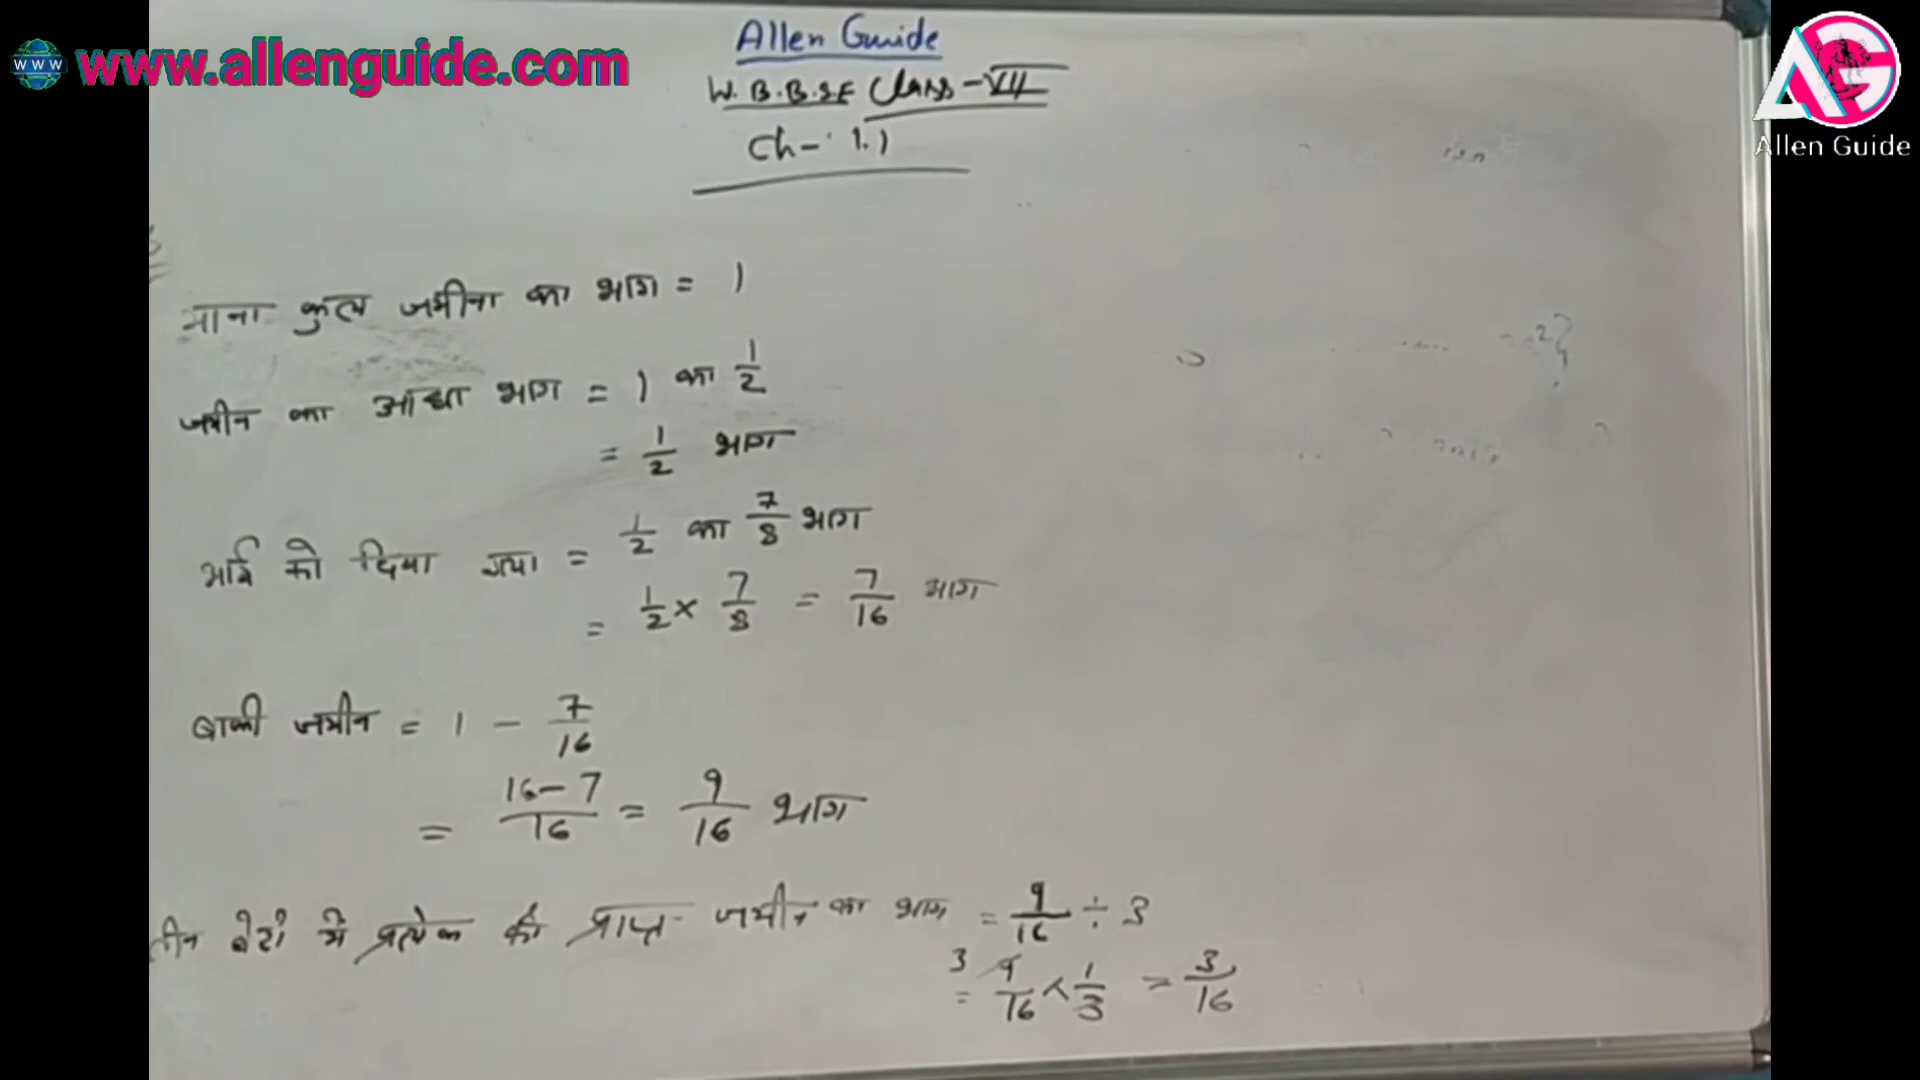 www.allenguide.com
Allen Guide
Allen Guide
W.B.B.S.E Class-VII
Ch- 1.1
माना कुल जमीना का भाग = 1
जमीन का आधा भाग = 1 का 1/2
= 1/2 भाग
भाई को दिया गया = 1/2 का 7/8 भाग
= 1/2 × 7/8 = 7/16 भाग
बाकी जमीन = 1 - 7/16
= 16-7/16 = 9/16 भाग
तीन बेटों में प्रत्येक को प्राप्त जमीन का भाग = 9/16 ÷ 3
= 9/16 × 1/3 = 3/16
3